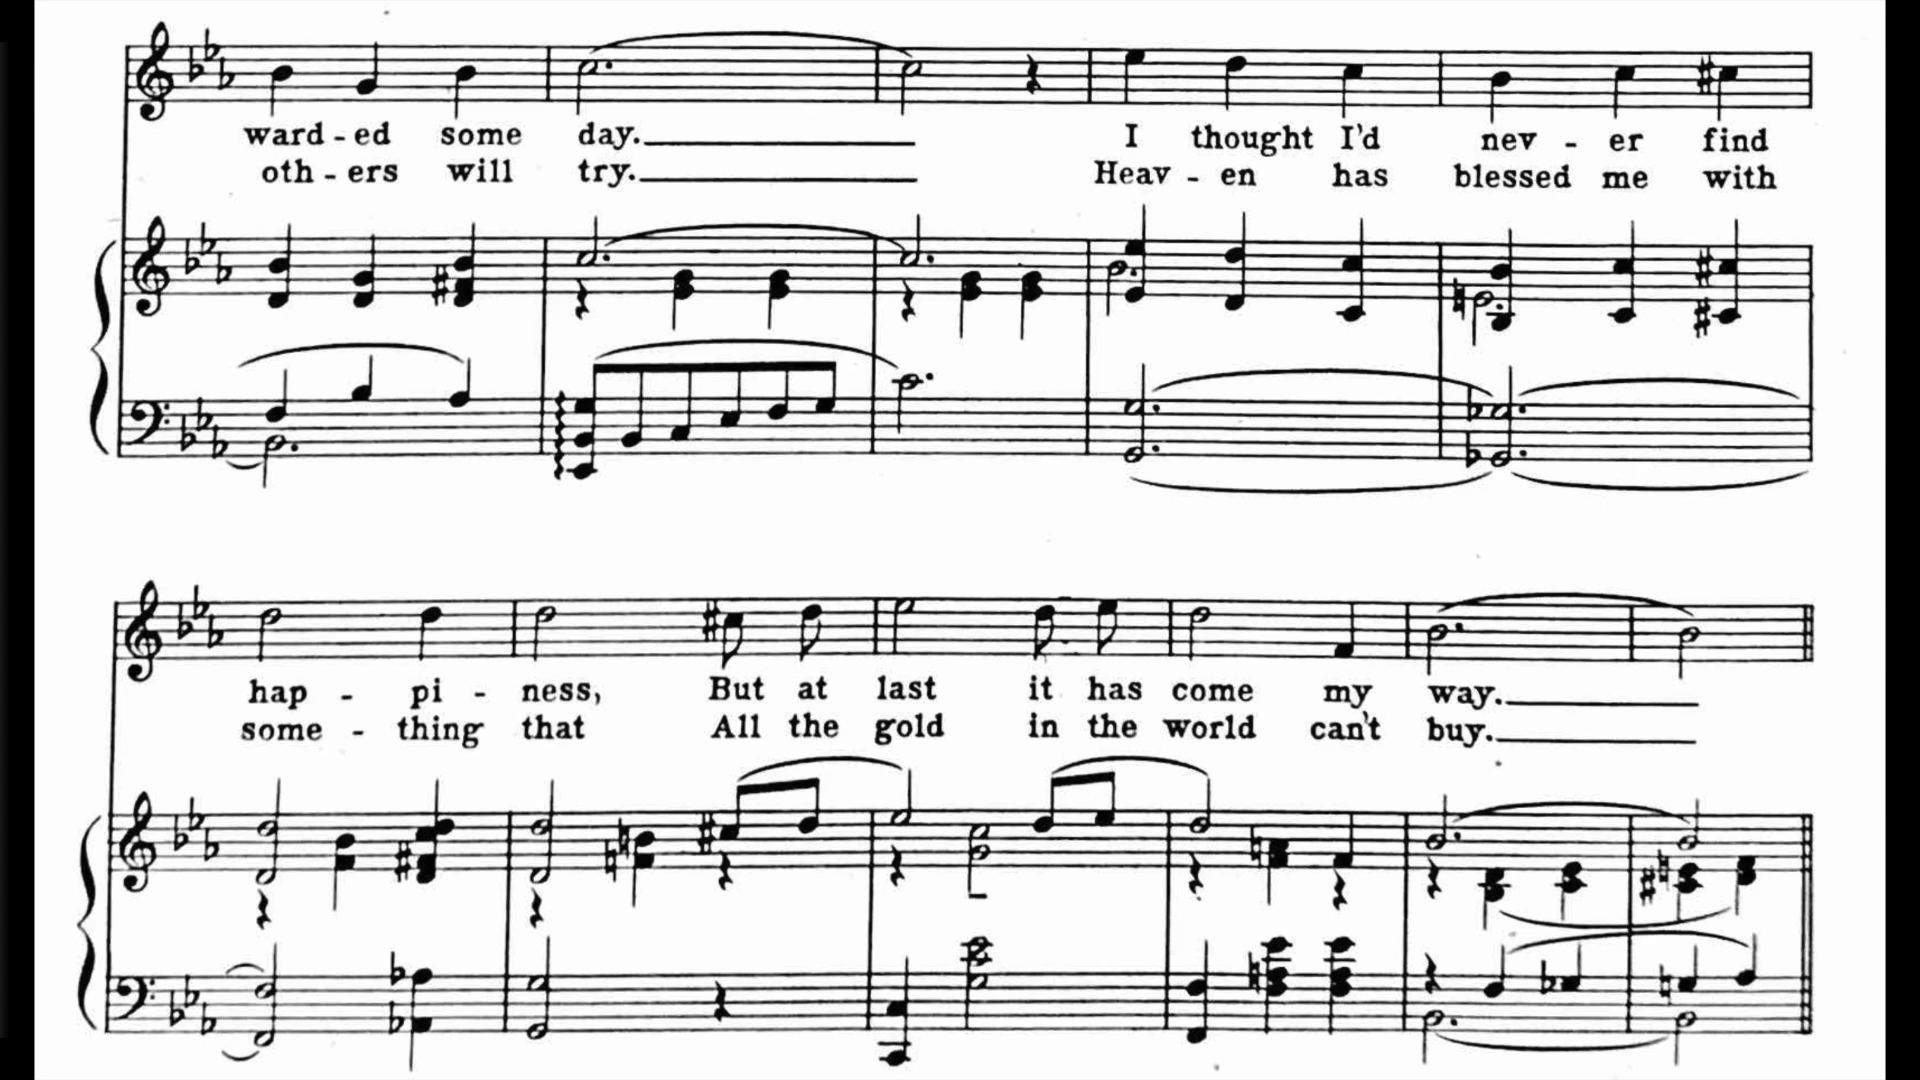 ward - ed some day. I thought I'd nev - er find
oth - ers will try. Heav - en has blessed me with
hap - pi - ness, But at last it has come my way.
some - thing that All the gold in the world can't buy.